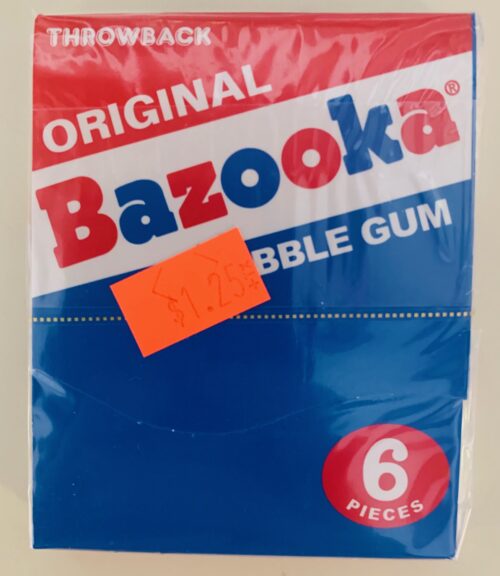 THROWBACK
ORIGINAL
Bazooka®
BBLE GUM
$1.25
6
PIECES